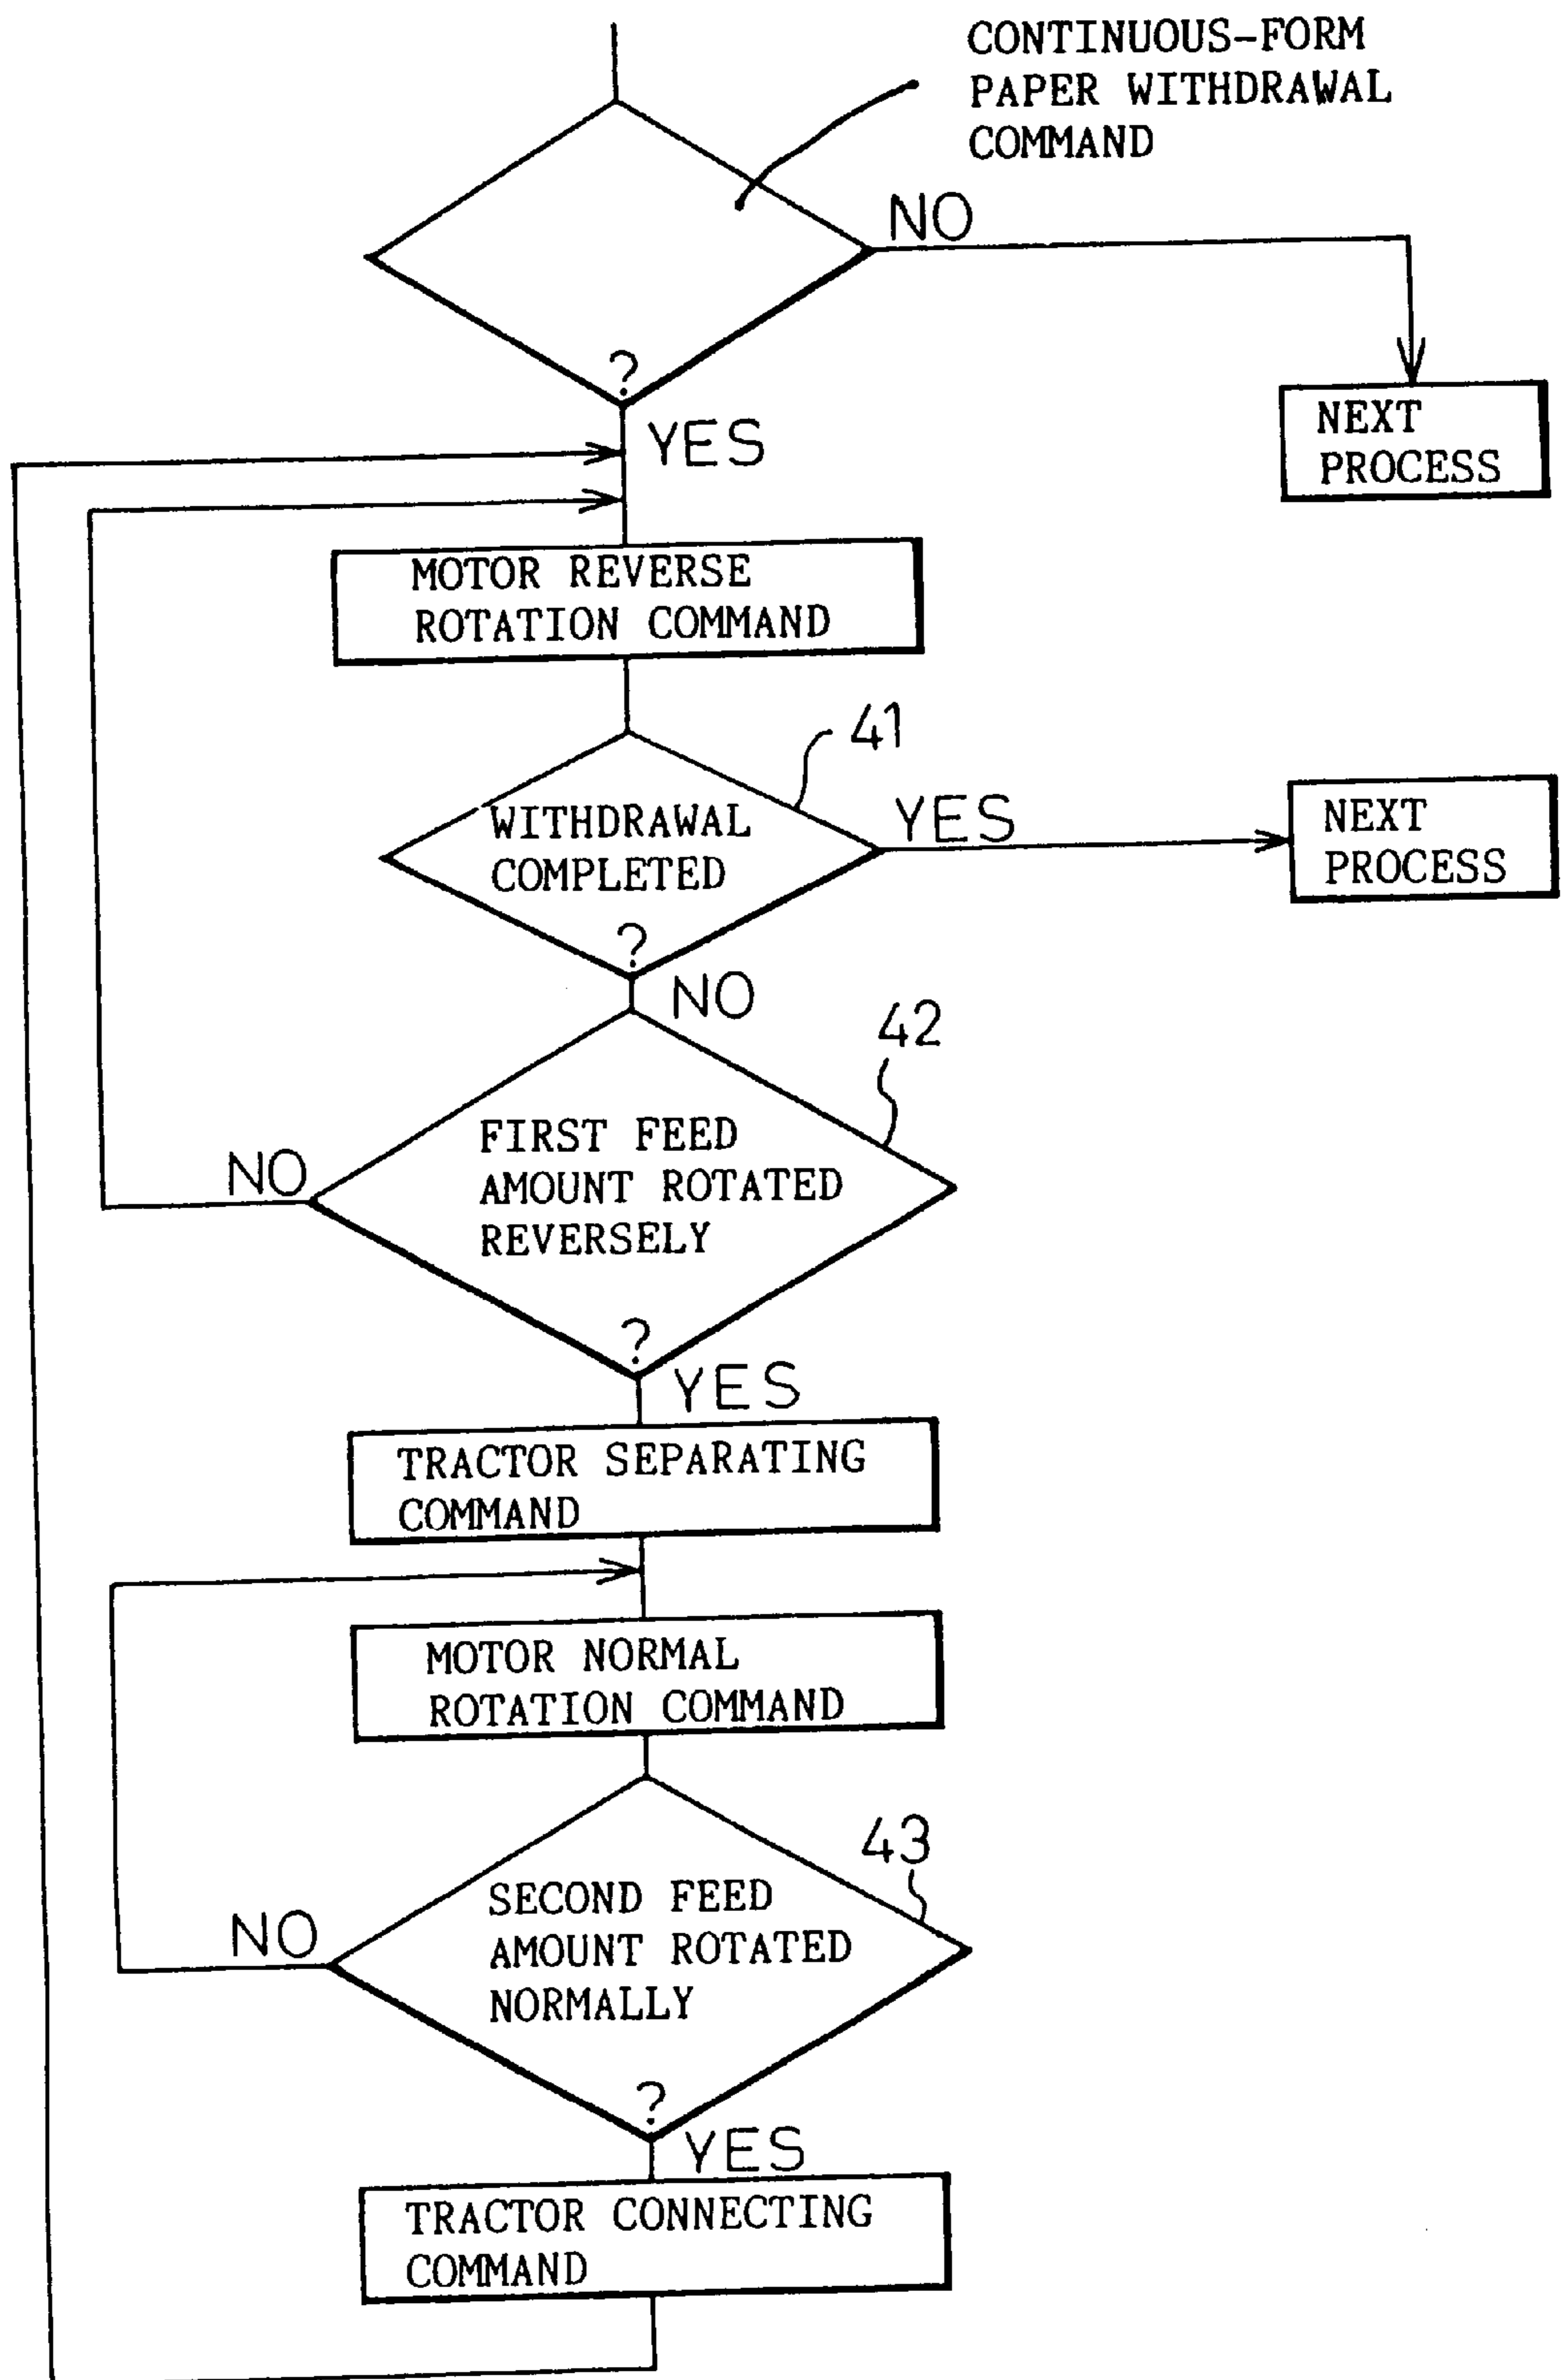 CONTINUOUS-FORM
PAPER WITHDRAWAL
COMMAND
NO
?
YES
NEXT
PROCESS
MOTOR REVERSE
ROTATION COMMAND
41
WITHDRAWAL
COMPLETED
YES
NEXT
PROCESS
?
NO
42
FIRST FEED
AMOUNT ROTATED
REVERSELY
NO
?
YES
TRACTOR SEPARATING
COMMAND
MOTOR NORMAL
ROTATION COMMAND
43
SECOND FEED
AMOUNT ROTATED
NORMALLY
NO
?
YES
TRACTOR CONNECTING
COMMAND